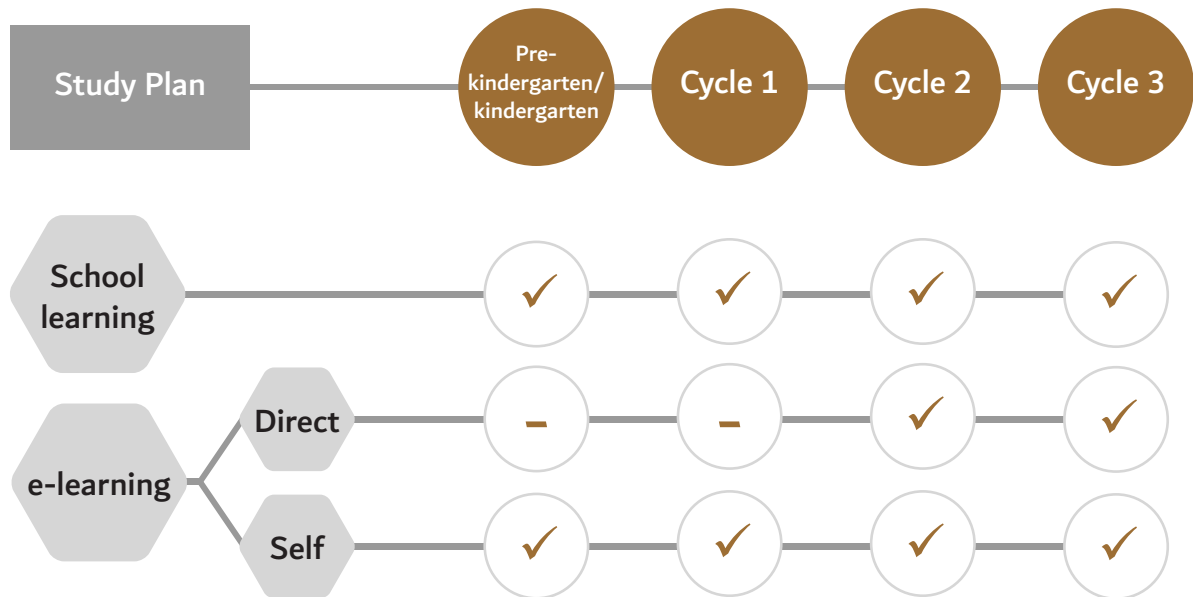 Study Plan
Pre-
kindergarten/
kindergarten
Cycle 1
Cycle 2
Cycle 3
School
learning
✓ ✓ ✓ ✓
e-learning
Direct
- - ✓ ✓
Self
✓ ✓ ✓ ✓